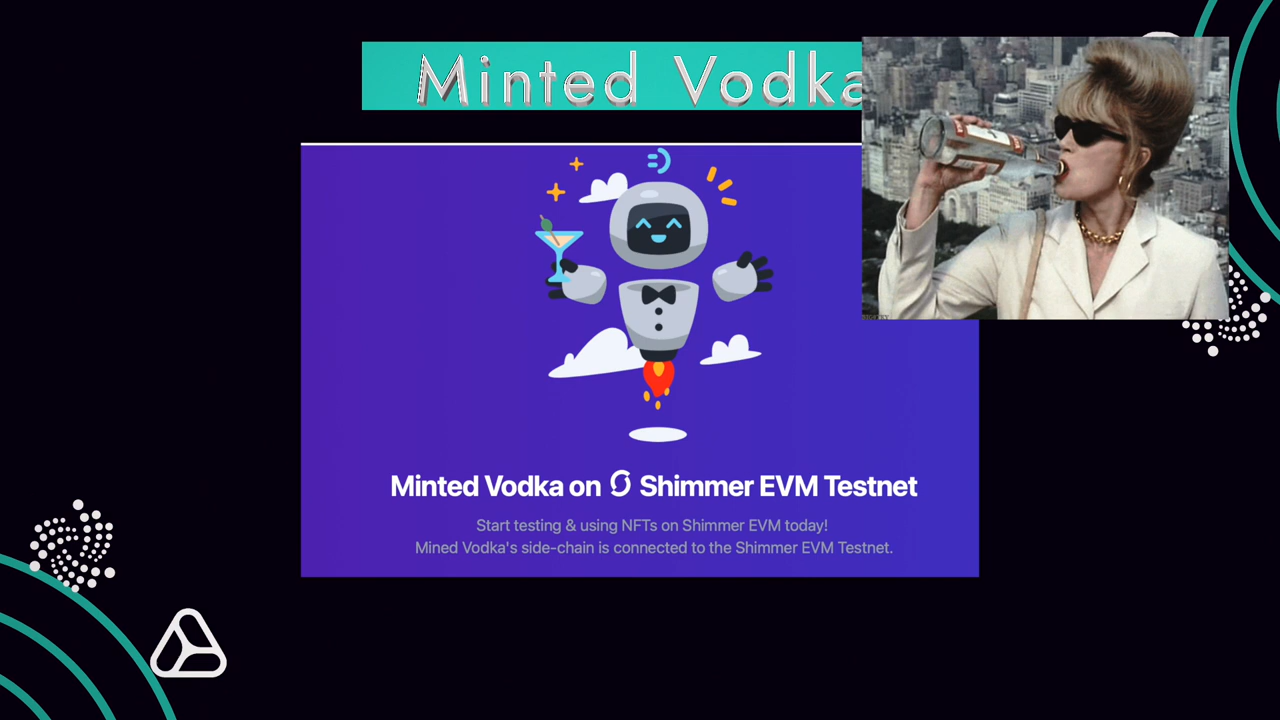 Minted Vodka
Minted Vodka on Shimmer EVM Testnet
Start testing & using NFTs on Shimmer EVM today!
Mined Vodka's side-chain is connected to the Shimmer EVM Testnet.